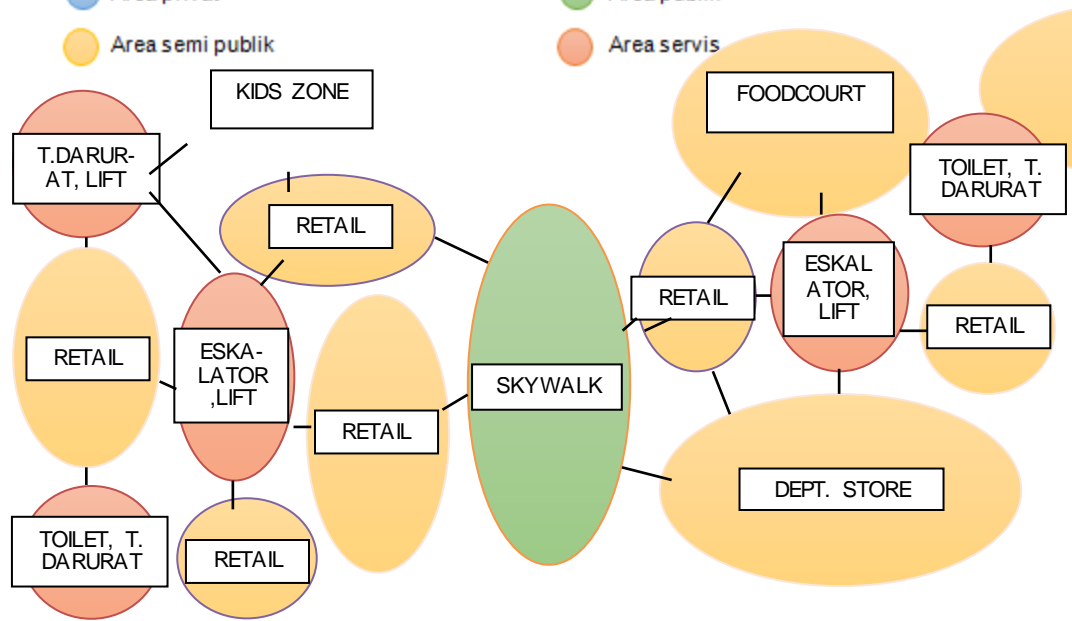 Area semi publik
Area servis
KIDS ZONE
FOODCOURT
T.DARUR-
AT, LIFT
TOILET, T.
DARURAT
RETAIL
RETAIL
ESKAL
ATOR,
LIFT
RETAIL
RETAIL
ESKA-
LATOR
,LIFT
SKYWALK
RETAIL
DEPT. STORE
TOILET, T.
DARURAT
RETAIL